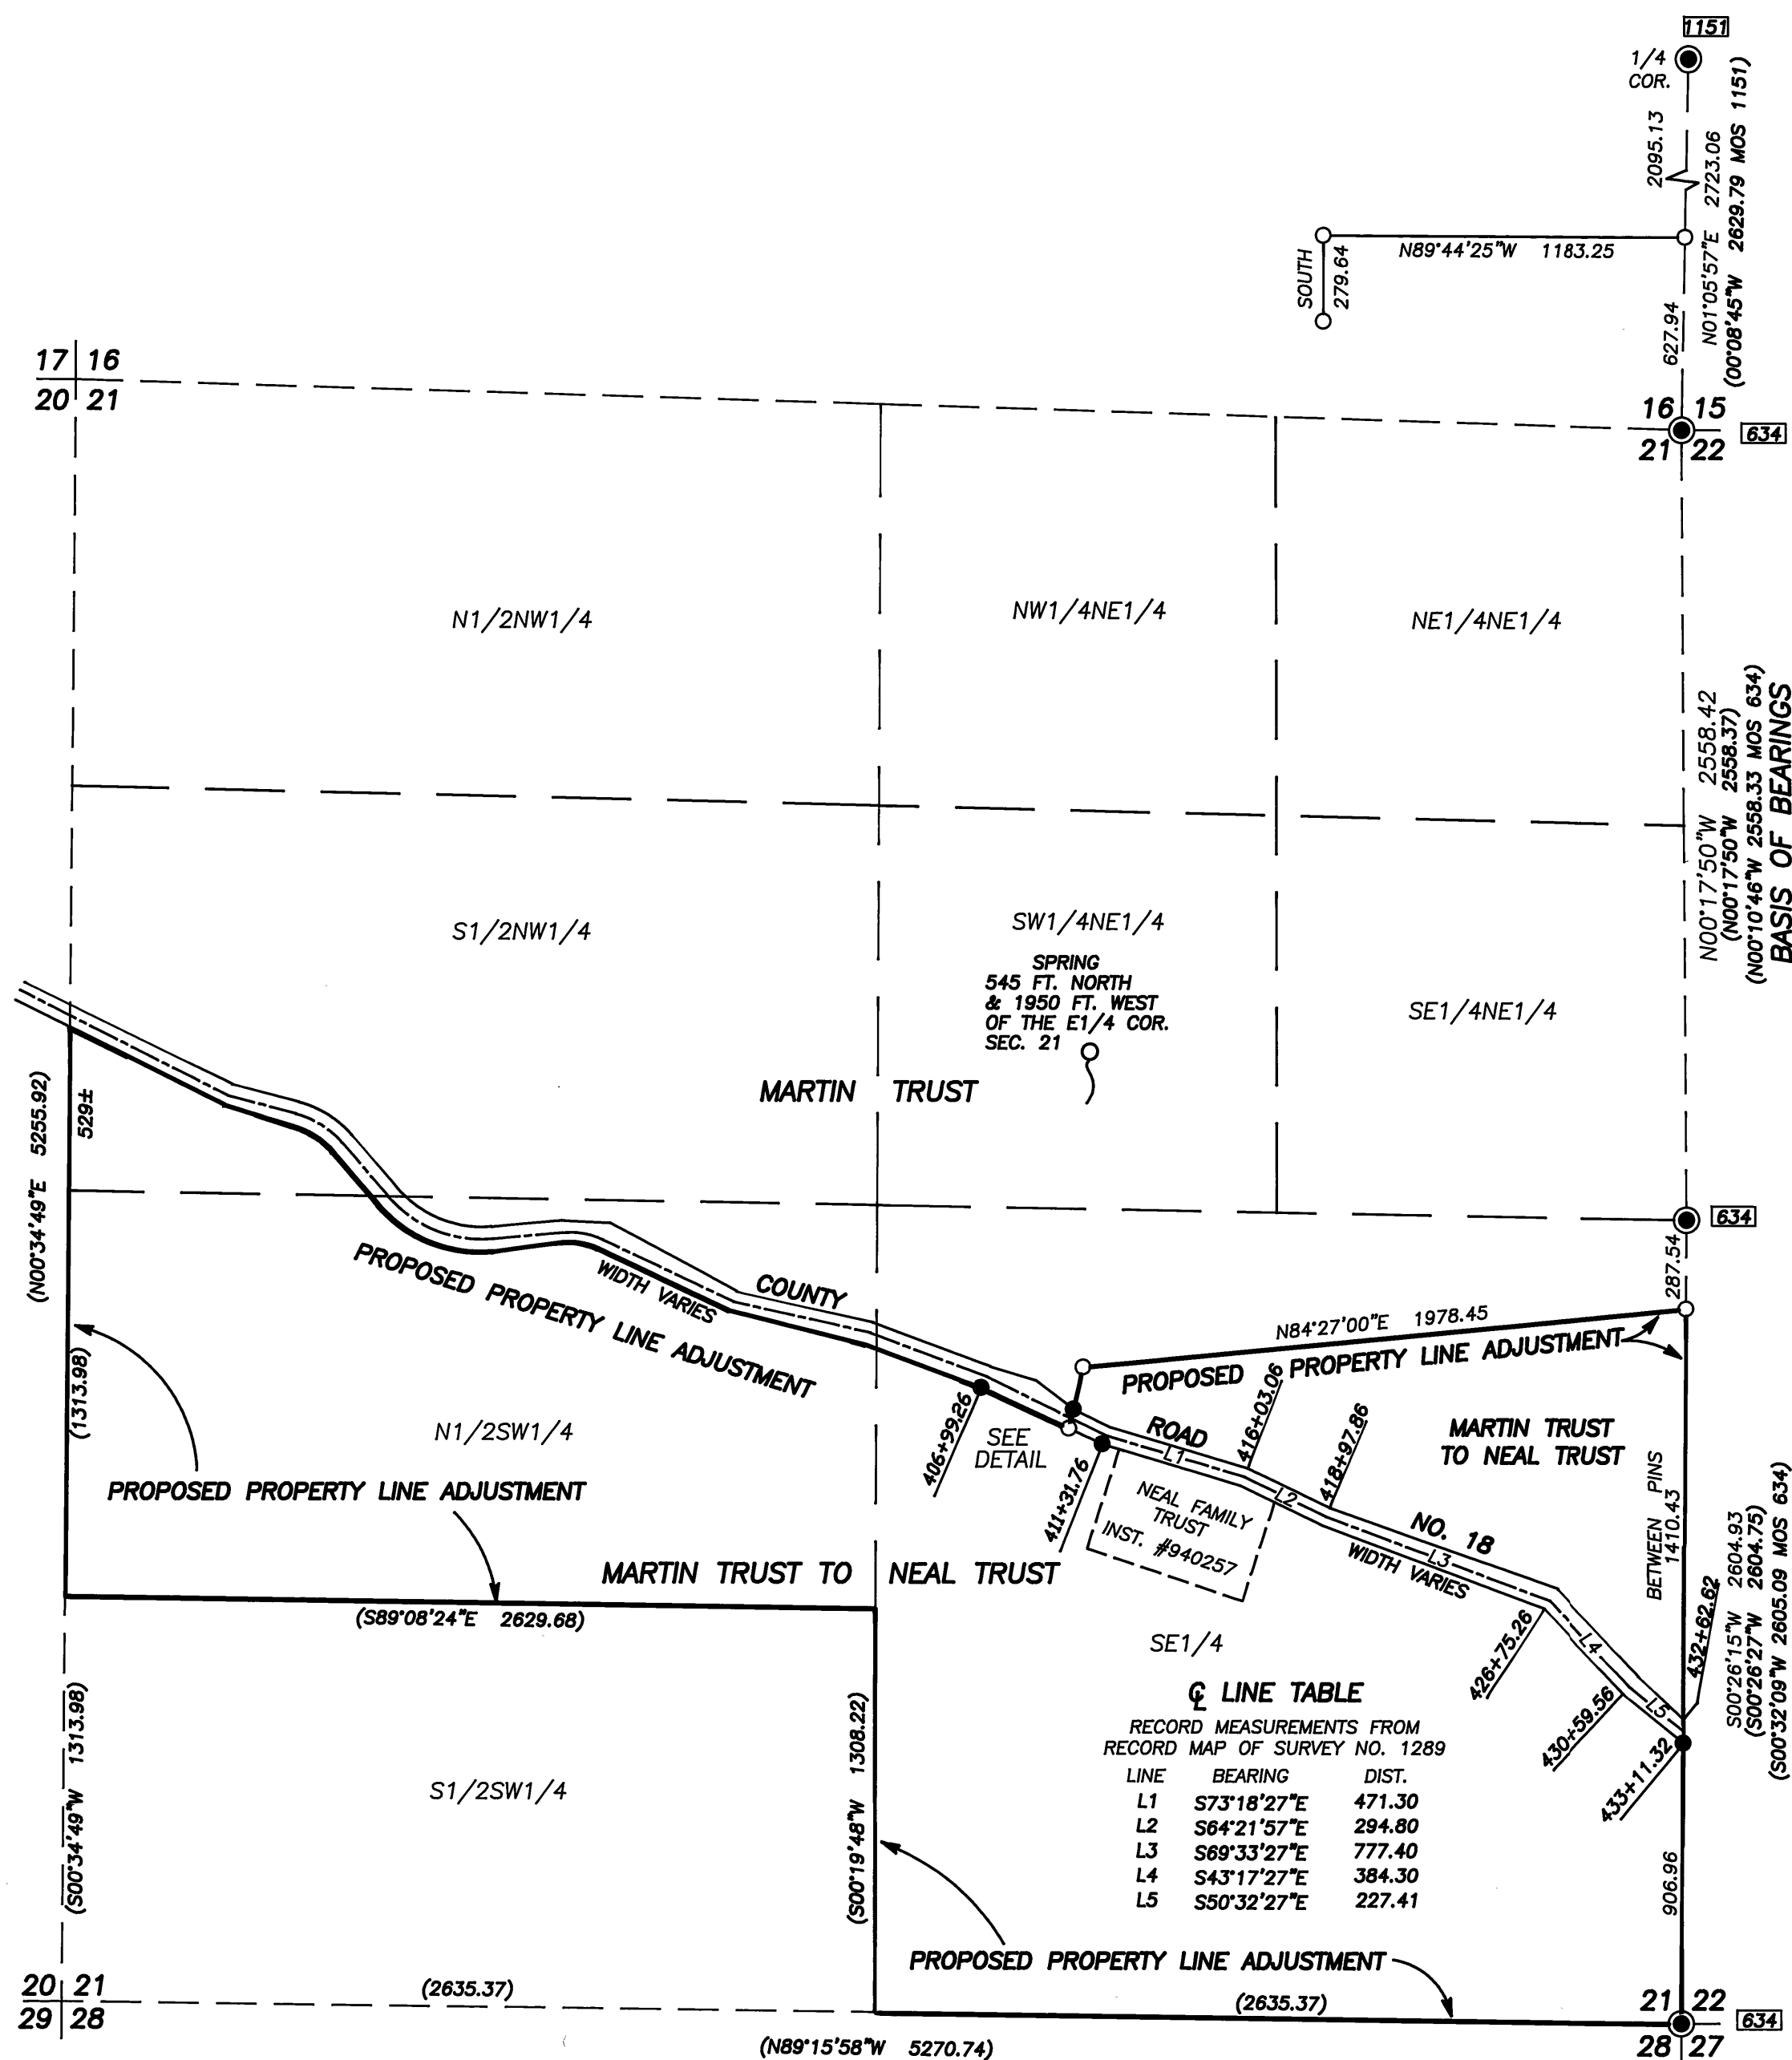 1151
1/4
COR.
2095.13
N01°05'57"E 2723.06
(00°08'45"W 2629.79 MOS 1151)
N89°44'25"W 1183.25
SOUTH
279.64
627.94
17 16
20 21
16 15
21 22
634
N1/2NW1/4
NW1/4NE1/4
NE1/4NE1/4
N00°17'50"W 2558.42
(N00°17'50"W 2558.37)
(N00°10'46"W 2558.33 MOS 634)
BASIS OF BEARINGS
S1/2NW1/4
SW1/4NE1/4
SPRING
545 FT. NORTH
& 1950 FT. WEST
OF THE E1/4 COR.
SEC. 21
SE1/4NE1/4
MARTIN TRUST
(N00°34'49"E 5255.92)
529±
634
287.54
COUNTY
WIDTH VARIES
PROPOSED PROPERTY LINE ADJUSTMENT
N84°27'00"E 1978.45
PROPOSED PROPERTY LINE ADJUSTMENT
(1313.98)
N1/2SW1/4
406+99.26
SEE
DETAIL
ROAD
L1
416+03.06
418+97.86
MARTIN TRUST
TO NEAL TRUST
PROPOSED PROPERTY LINE ADJUSTMENT
411+31.76
NEAL FAMILY
TRUST
INST. #940257
L2
NO. 18
L3
WIDTH VARIES
BETWEEN PINS
1410.43
MARTIN TRUST TO NEAL TRUST
(S89°08'24"E 2629.68)
SE1/4
426+75.26
L4
432+62.62
S00°26'15"W 2604.93
(S00°26'27"W 2604.75)
(S00°32'09"W 2605.09 MOS 634)
L5
430+59.56
433+11.32
(S00°34'49"W 1313.98)
(S00°19'48"W 1308.22)
S1/2SW1/4
℄ LINE TABLE
RECORD MEASUREMENTS FROM
RECORD MAP OF SURVEY NO. 1289
LINE BEARING DIST.
L1 S73°18'27"E 471.30
L2 S64°21'57"E 294.80
L3 S69°33'27"E 777.40
L4 S43°17'27"E 384.30
L5 S50°32'27"E 227.41
906.96
PROPOSED PROPERTY LINE ADJUSTMENT
20 21
29 28
(2635.37)
(2635.37)
21 22
28 27
634
(N89°15'58"W 5270.74)